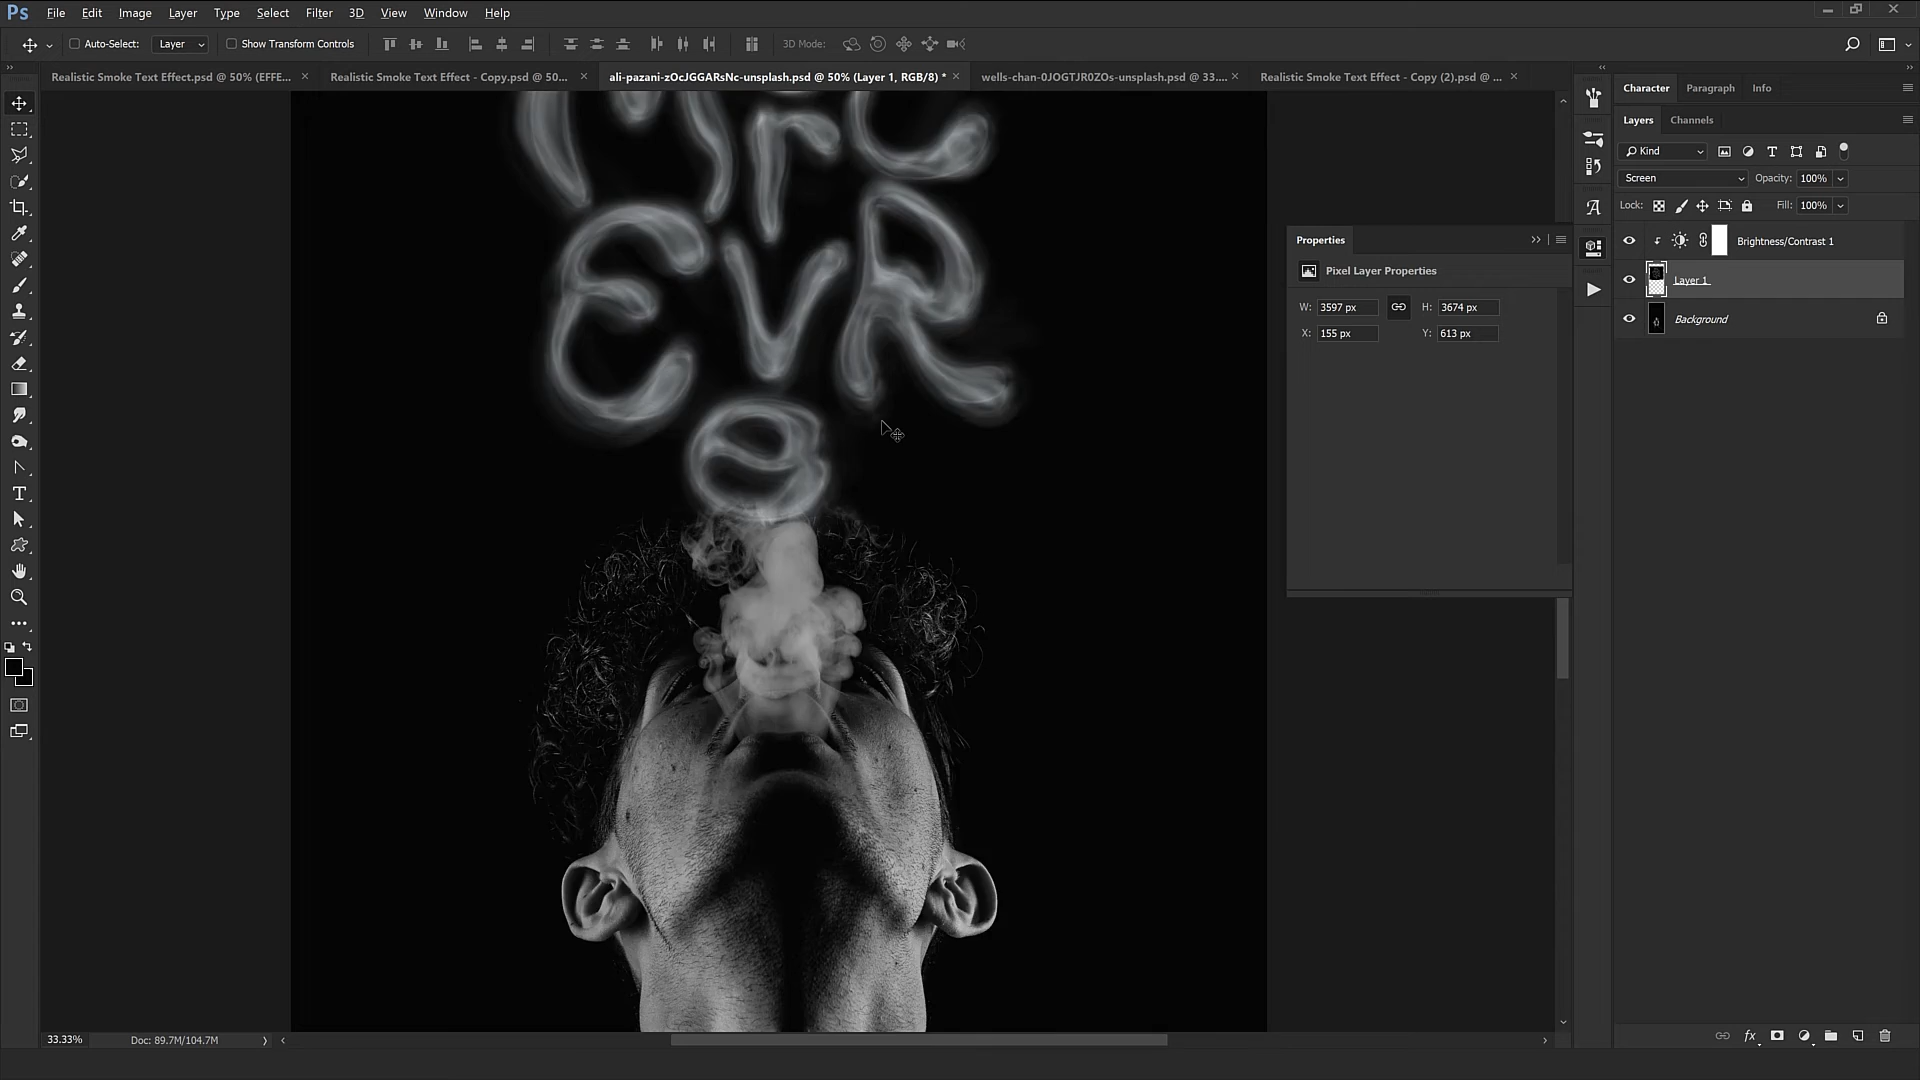 Ps File Edit Image Layer Type Select Filter 3D View Window Help
Auto-Select: Layer Show Transform Controls 3D Mode:
Realistic Smoke Text Effect.psd @ 50% (EFFE... × Realistic Smoke Text Effect - Copy.psd @ 50... × ali-pazani-zOcJGGARsNc-unsplash.psd @ 50% (Layer 1, RGB/8) * × wells-chan-0JOGTJR0ZOs-unsplash.psd @ 33.... × Realistic Smoke Text Effect - Copy (2).psd @ ... ×
Character Paragraph Info
Layers Channels
Kind
Screen Opacity: 100%
Lock: Fill: 100%
Brightness/Contrast 1
Layer 1
Background
Properties
Pixel Layer Properties
W: 3597 px H: 3674 px
X: 155 px Y: 613 px
MrC
EvR
e
33.33% Doc: 89.7M/104.7M
fx